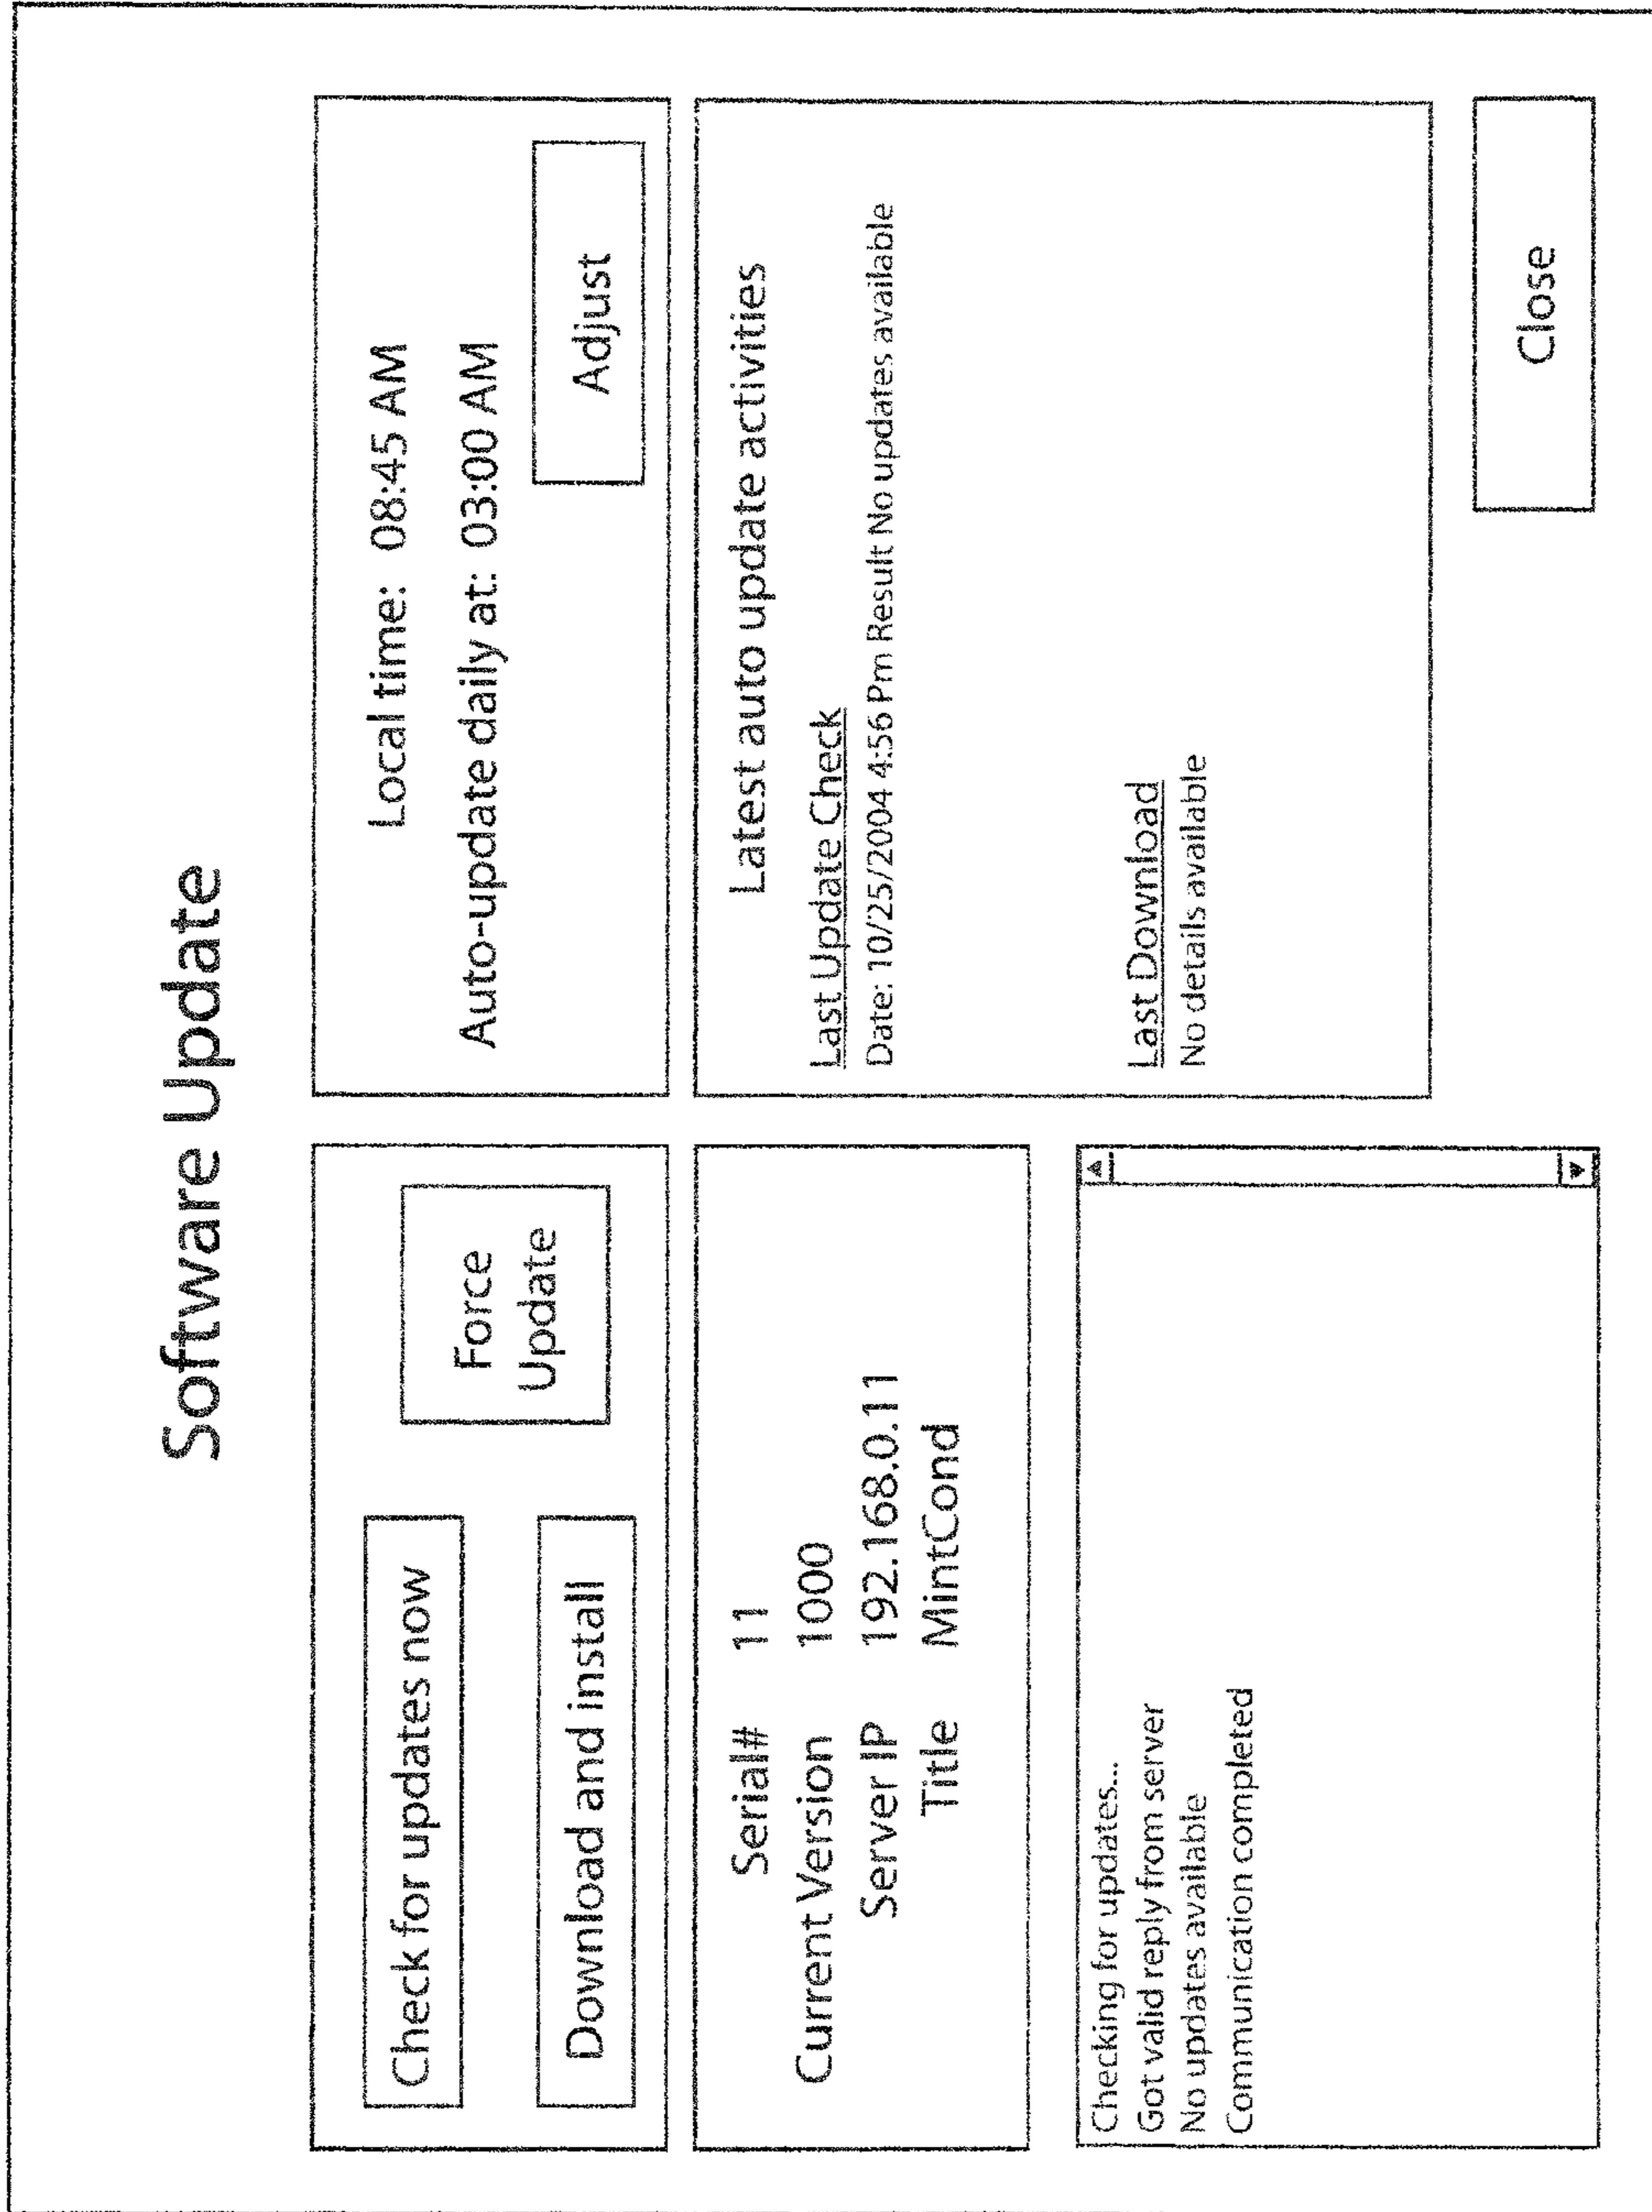 Software Update
Check for updates now
Download and install
Force
Update
Local time: 08:45 AM
Auto-update daily at: 03:00 AM
Adjust
Serial# 11
Current Version 1000
Server IP 192.168.0.11
Title MintCond
Latest auto update activities
Last Update Check
Date: 10/25/2004 4:56 Pm Result No updates available
Last Download
No details available
Checking for updates...
Got valid reply from server
No updates available
Communication completed
Close